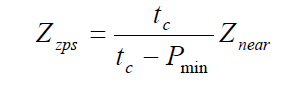 Z_zps = t_c / (t_c − P_min) Z_near